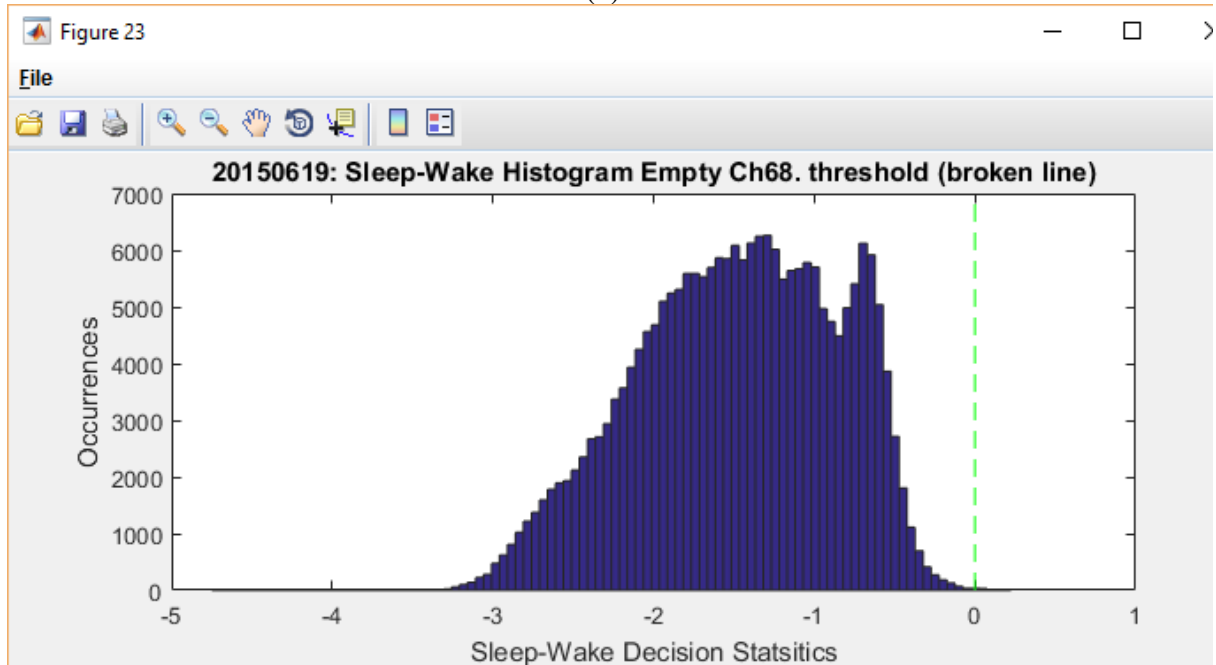 Figure 23
File
20150619: Sleep-Wake Histogram Empty Ch68. threshold (broken line)
7000
6000
5000
4000
3000
2000
1000
0
Occurrences
-5 -4 -3 -2 -1 0 1
Sleep-Wake Decision Statsitics